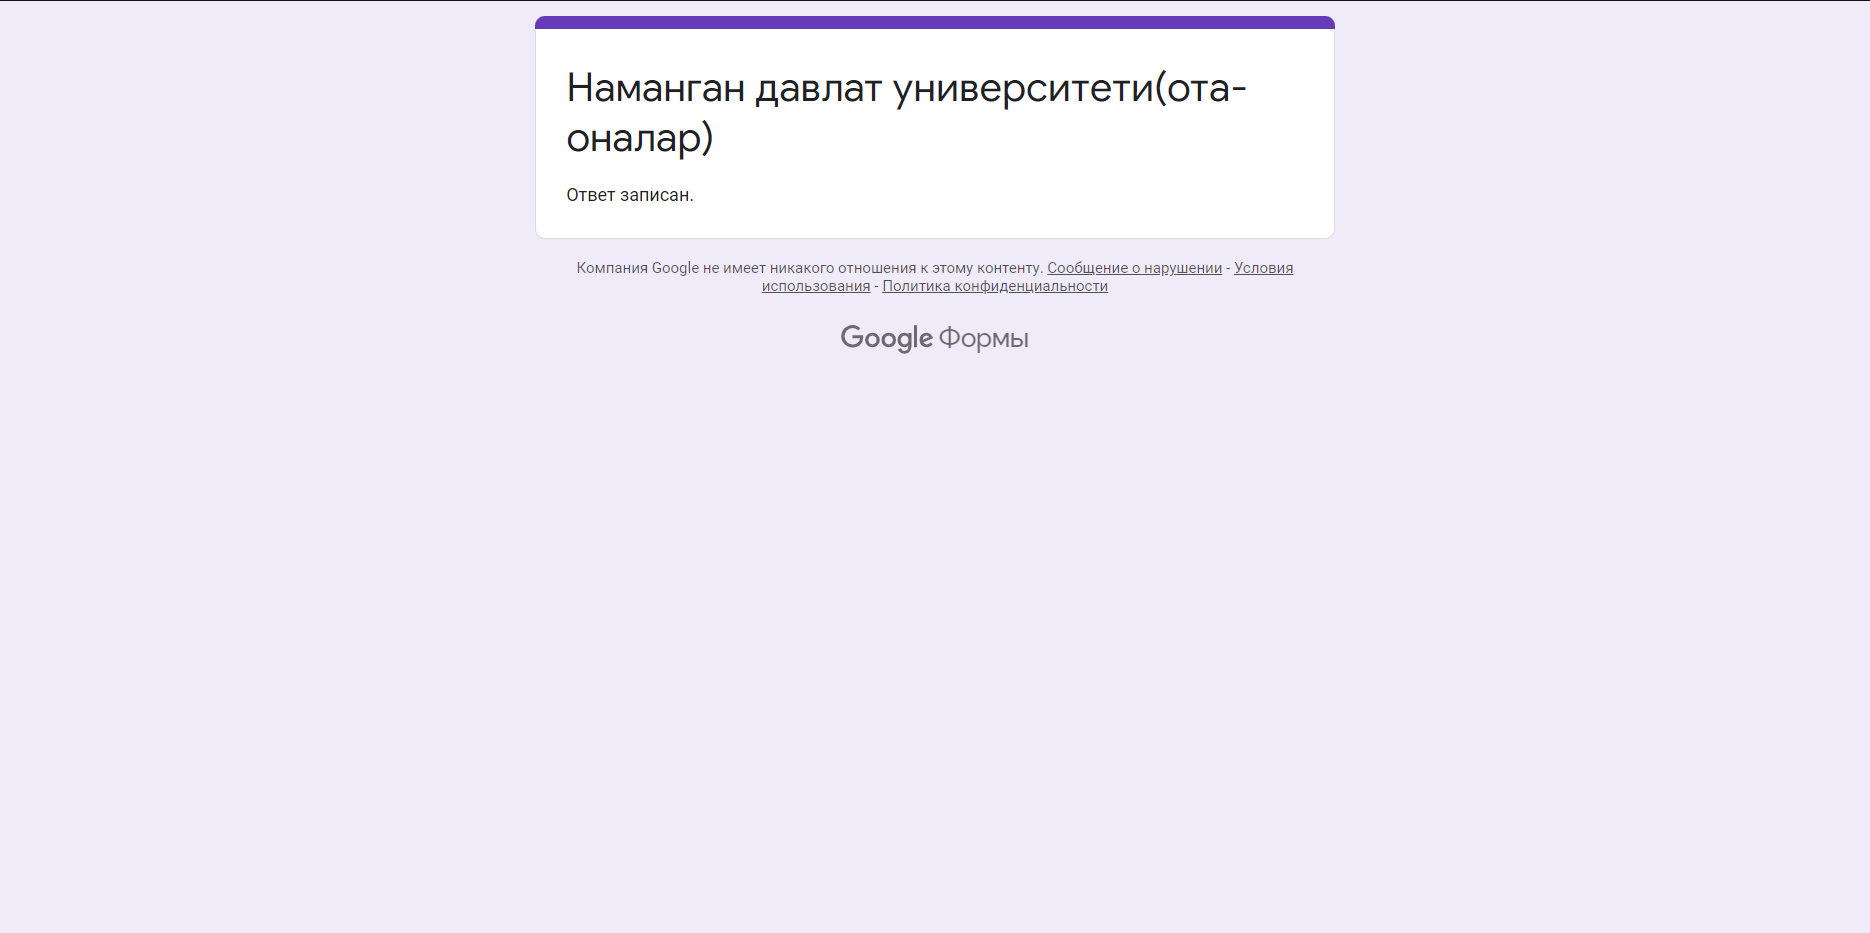 Наманган давлат университети(ота-
оналар)
Ответ записан.
Компания Google не имеет никакого отношения к этому контенту. Сообщение о нарушении - Условия
использования - Политика конфиденциальности
Google Формы